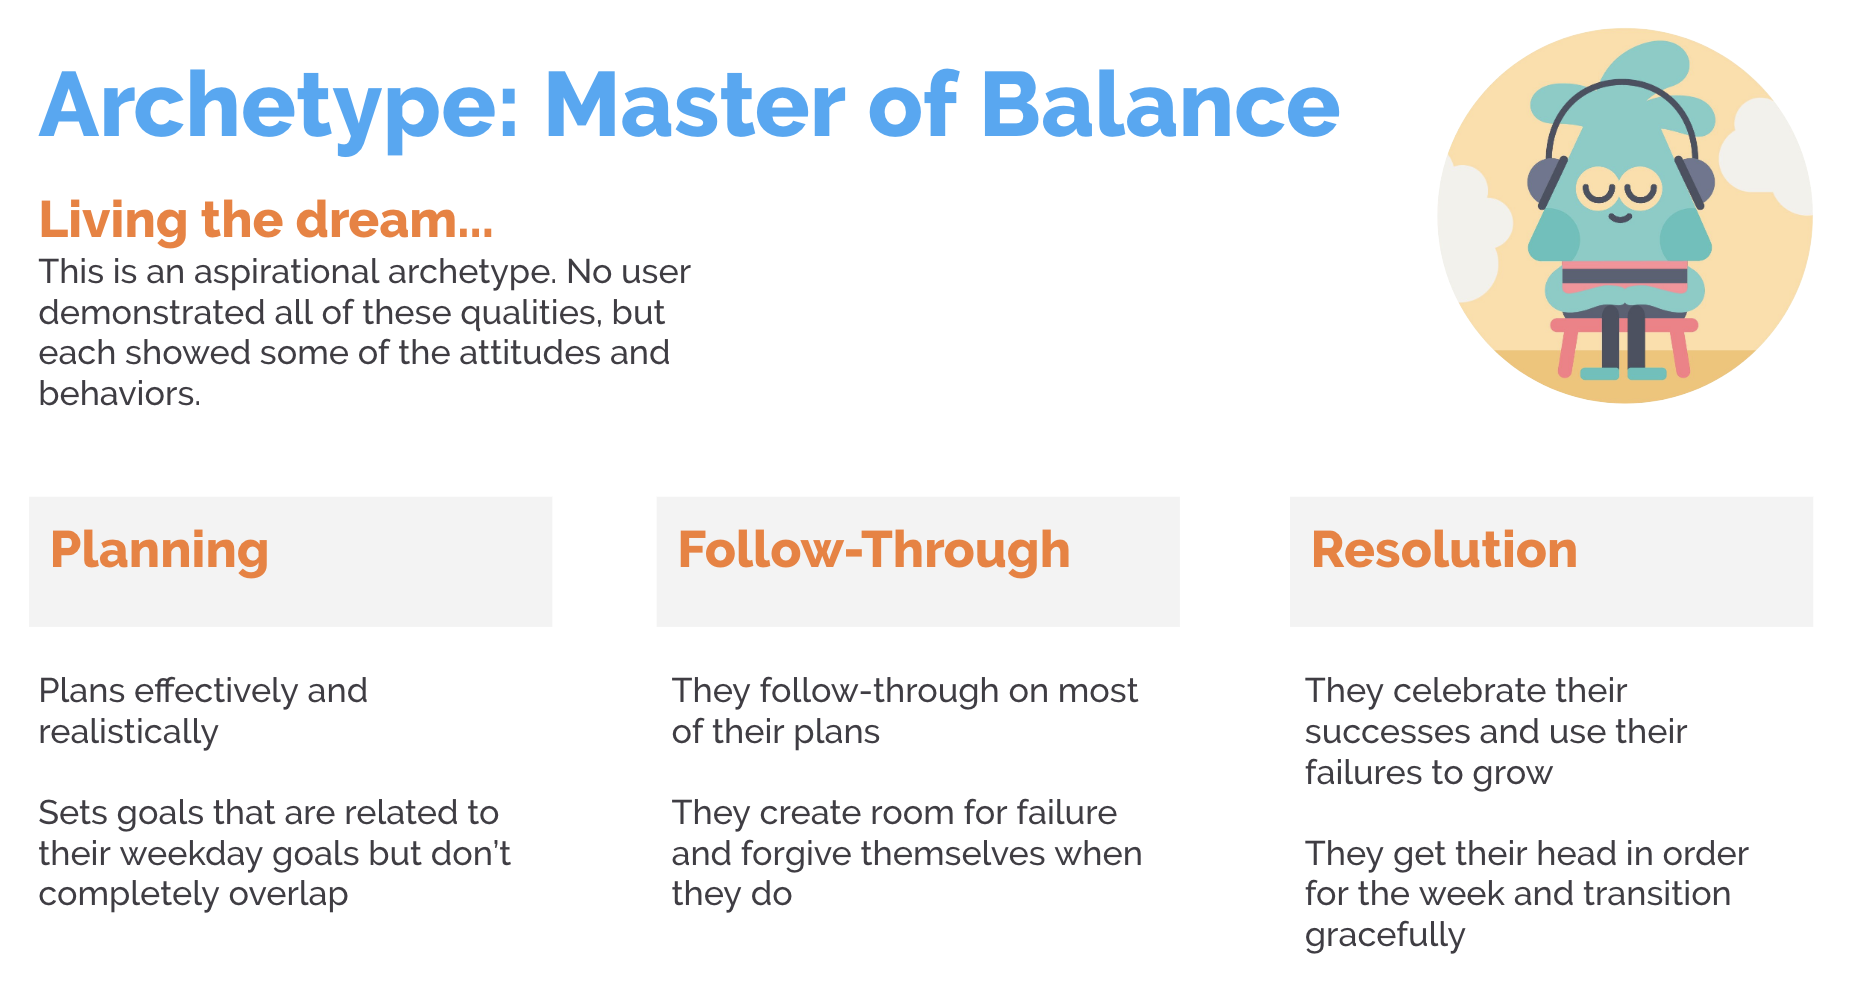 Archetype: Master of Balance
Living the dream...
This is an aspirational archetype. No user
demonstrated all of these qualities, but
each showed some of the attitudes and
behaviors.
Planning
Plans effectively and
realistically
Sets goals that are related to
their weekday goals but don’t
completely overlap
Follow-Through
They follow-through on most
of their plans
They create room for failure
and forgive themselves when
they do
Resolution
They celebrate their
successes and use their
failures to grow
They get their head in order
for the week and transition
gracefully